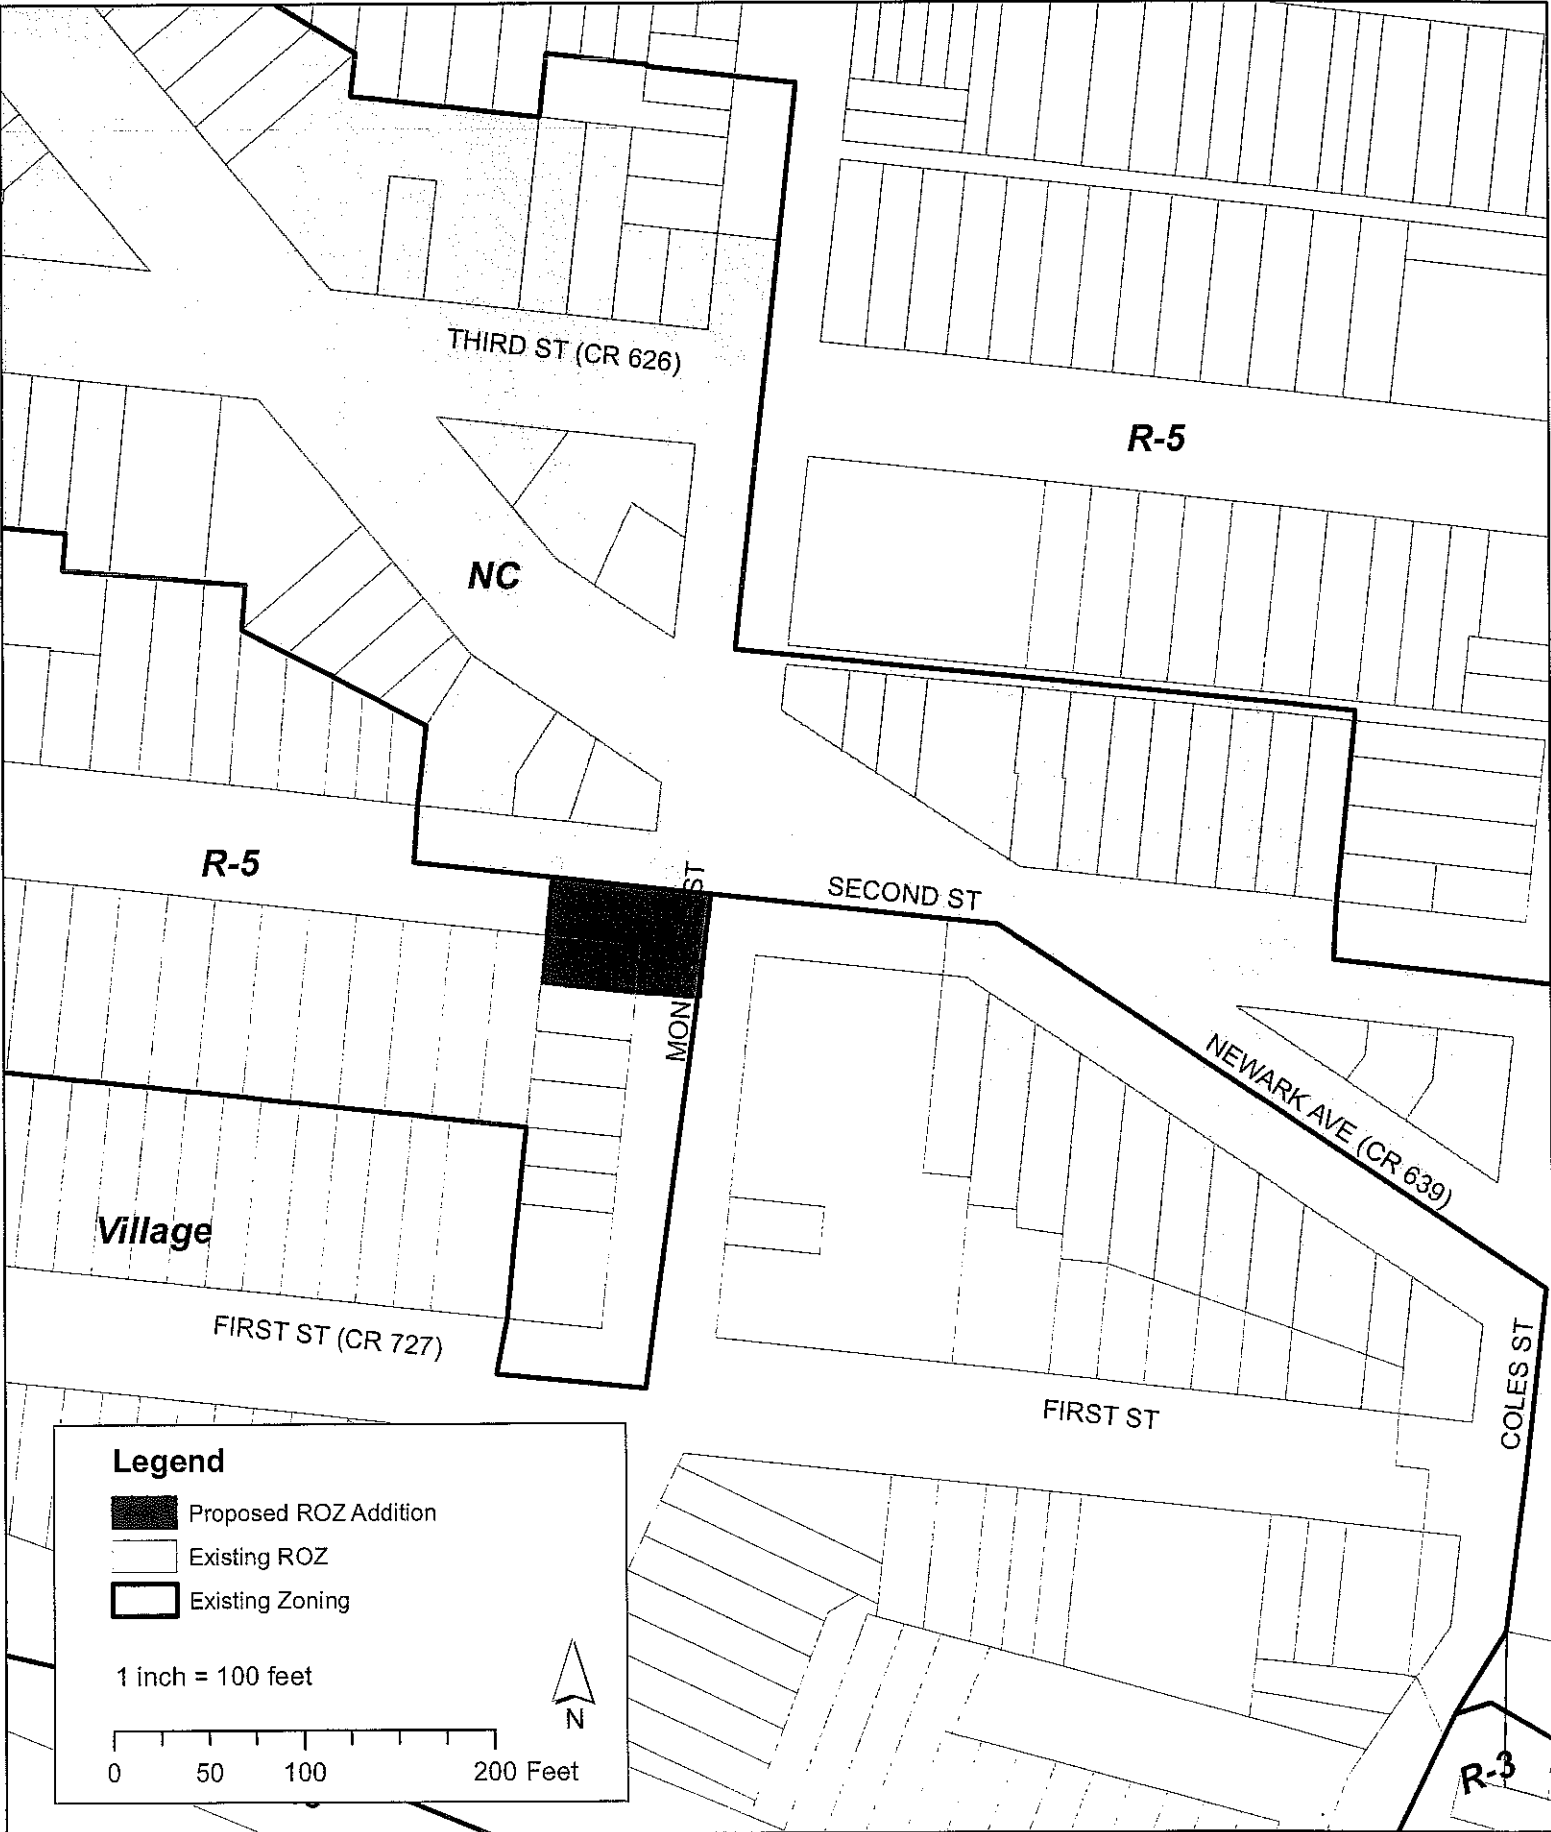 THIRD ST (CR 626)
R-5
NC
R-5
SECOND ST
MON
ST
NEWARK AVE (CR 639)
Village
FIRST ST (CR 727)
FIRST ST
COLES ST
Legend
Proposed ROZ Addition
Existing ROZ
Existing Zoning
1 inch = 100 feet
N
0 50 100 200 Feet
R-3